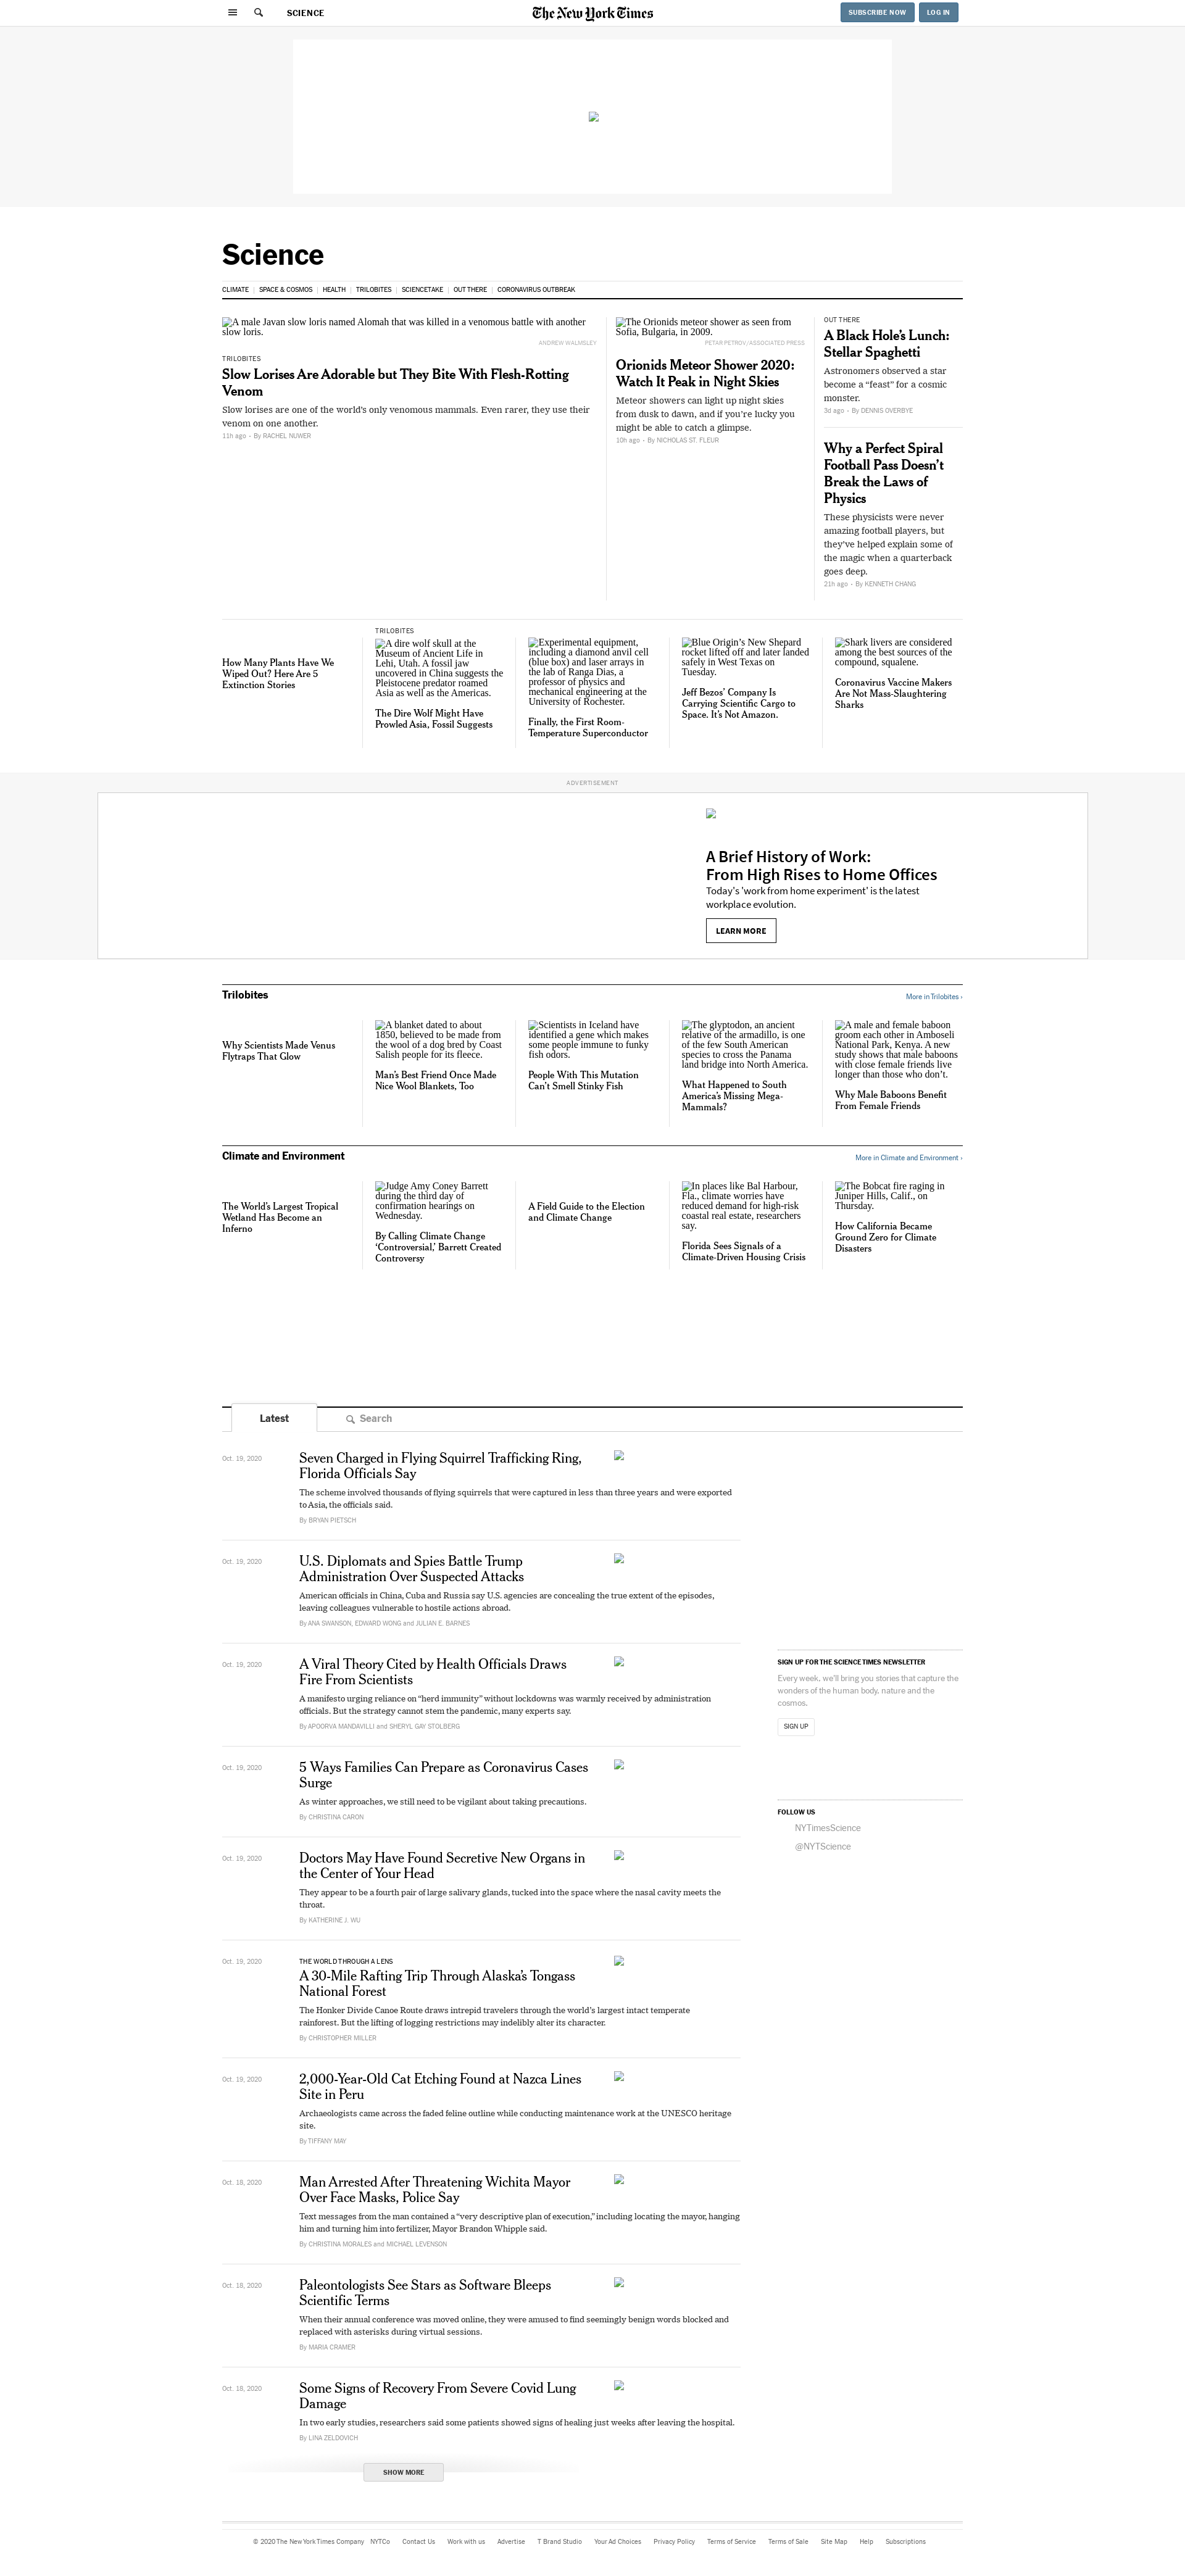 SCIENCE
The New York Times
SUBSCRIBE NOW
LOG IN
Science
CLIMATE | SPACE & COSMOS | HEALTH | TRILOBITES | SCIENCETAKE | OUT THERE | CORONAVIRUS OUTBREAK
A male Javan slow loris named Alomah that was killed in a venomous battle with another
slow loris.
ANDREW WALMSLEY
TRILOBITES
Slow Lorises Are Adorable but They Bite With Flesh-Rotting
Venom
Slow lorises are one of the world's only venomous mammals. Even rarer, they use their
venom on one another.
11h ago - By RACHEL NUWER
The Orionids meteor shower as seen from
Sofia, Bulgaria, in 2009.
PETAR PETROV/ASSOCIATED PRESS
Orionids Meteor Shower 2020:
Watch It Peak in Night Skies
Meteor showers can light up night skies
from dusk to dawn, and if you're lucky you
might be able to catch a glimpse.
10h ago - By NICHOLAS ST. FLEUR
OUT THERE
A Black Hole's Lunch:
Stellar Spaghetti
Astronomers observed a star
become a “feast” for a cosmic
monster.
3d ago - By DENNIS OVERBYE
Why a Perfect Spiral
Football Pass Doesn't
Break the Laws of
Physics
These physicists were never
amazing football players, but
they've helped explain some of
the magic when a quarterback
goes deep.
21h ago - By KENNETH CHANG
How Many Plants Have We
Wiped Out? Here Are 5
Extinction Stories
TRILOBITES
A dire wolf skull at the
Museum of Ancient Life in
Lehi, Utah. A fossil jaw
uncovered in China suggests the
Pleistocene predator roamed
Asia as well as the Americas.
The Dire Wolf Might Have
Prowled Asia, Fossil Suggests
Experimental equipment,
including a diamond anvil cell
(blue box) and laser arrays in
the lab of Ranga Dias, a
professor of physics and
mechanical engineering at the
University of Rochester.
Finally, the First Room-
Temperature Superconductor
Blue Origin's New Shepard
rocket lifted off and later landed
safely in West Texas on
Tuesday.
Jeff Bezos' Company Is
Carrying Scientific Cargo to
Space. It's Not Amazon.
Shark livers are considered
among the best sources of the
compound, squalene.
Coronavirus Vaccine Makers
Are Not Mass-Slaughtering
Sharks
ADVERTISEMENT
A Brief History of Work:
From High Rises to Home Offices
Today's 'work from home experiment' is the latest
workplace evolution.
LEARN MORE
Trilobites
More in Trilobites ›
Why Scientists Made Venus
Flytraps That Glow
A blanket dated to about
1850, believed to be made from
the wool of a dog bred by Coast
Salish people for its fleece.
Man's Best Friend Once Made
Nice Wool Blankets, Too
Scientists in Iceland have
identified a gene which makes
some people immune to funky
fish odors.
People With This Mutation
Can't Smell Stinky Fish
The glyptodon, an ancient
relative of the armadillo, is one
of the few South American
species to cross the Panama
land bridge into North America.
What Happened to South
America's Missing Mega-
Mammals?
A male and female baboon
groom each other in Amboseli
National Park, Kenya. A new
study shows that male baboons
with close female friends live
longer than those who don't.
Why Male Baboons Benefit
From Female Friends
Climate and Environment
More in Climate and Environment ›
The World's Largest Tropical
Wetland Has Become an
Inferno
Judge Amy Coney Barrett
during the third day of
confirmation hearings on
Wednesday.
By Calling Climate Change
‘Controversial,’ Barrett Created
Controversy
A Field Guide to the Election
and Climate Change
In places like Bal Harbour,
Fla., climate worries have
reduced demand for high-risk
coastal real estate, researchers
say.
Florida Sees Signals of a
Climate-Driven Housing Crisis
The Bobcat fire raging in
Juniper Hills, Calif., on
Thursday.
How California Became
Ground Zero for Climate
Disasters
Latest
Search
Oct. 19, 2020
Seven Charged in Flying Squirrel Trafficking Ring,
Florida Officials Say
The scheme involved thousands of flying squirrels that were captured in less than three years and were exported
to Asia, the officials said.
By BRYAN PIETSCH
Oct. 19, 2020
U.S. Diplomats and Spies Battle Trump
Administration Over Suspected Attacks
American officials in China, Cuba and Russia say U.S. agencies are concealing the true extent of the episodes,
leaving colleagues vulnerable to hostile actions abroad.
By ANA SWANSON, EDWARD WONG and JULIAN E. BARNES
Oct. 19, 2020
A Viral Theory Cited by Health Officials Draws
Fire From Scientists
A manifesto urging reliance on “herd immunity” without lockdowns was warmly received by administration
officials. But the strategy cannot stem the pandemic, many experts say.
By APOORVA MANDAVILLI and SHERYL GAY STOLBERG
Oct. 19, 2020
5 Ways Families Can Prepare as Coronavirus Cases
Surge
As winter approaches, we still need to be vigilant about taking precautions.
By CHRISTINA CARON
Oct. 19, 2020
Doctors May Have Found Secretive New Organs in
the Center of Your Head
They appear to be a fourth pair of large salivary glands, tucked into the space where the nasal cavity meets the
throat.
By KATHERINE J. WU
Oct. 19, 2020
THE WORLD THROUGH A LENS
A 30-Mile Rafting Trip Through Alaska's Tongass
National Forest
The Honker Divide Canoe Route draws intrepid travelers through the world's largest intact temperate
rainforest. But the lifting of logging restrictions may indelibly alter its character.
By CHRISTOPHER MILLER
Oct. 19, 2020
2,000-Year-Old Cat Etching Found at Nazca Lines
Site in Peru
Archaeologists came across the faded feline outline while conducting maintenance work at the UNESCO heritage
site.
By TIFFANY MAY
Oct. 18, 2020
Man Arrested After Threatening Wichita Mayor
Over Face Masks, Police Say
Text messages from the man contained a “very descriptive plan of execution,” including locating the mayor, hanging
him and turning him into fertilizer, Mayor Brandon Whipple said.
By CHRISTINA MORALES and MICHAEL LEVENSON
Oct. 18, 2020
Paleontologists See Stars as Software Bleeps
Scientific Terms
When their annual conference was moved online, they were amused to find seemingly benign words blocked and
replaced with asterisks during virtual sessions.
By MARIA CRAMER
Oct. 18, 2020
Some Signs of Recovery From Severe Covid Lung
Damage
In two early studies, researchers said some patients showed signs of healing just weeks after leaving the hospital.
By LINA ZELDOVICH
SHOW MORE
SIGN UP FOR THE SCIENCE TIMES NEWSLETTER
Every week, we'll bring you stories that capture the
wonders of the human body, nature and the
cosmos.
SIGN UP
FOLLOW US
NYTimesScience
@NYTScience
© 2020 The New York Times Company NYTCo Contact Us Work with us Advertise T Brand Studio Your Ad Choices Privacy Policy Terms of Service Terms of Sale Site Map Help Subscriptions